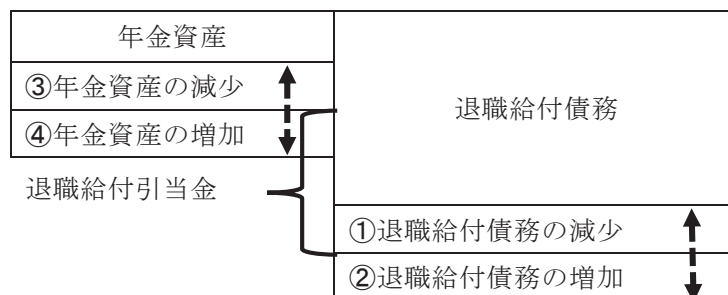 年金資産
③年金資産の減少
退職給付債務
④年金資産の増加
退職給付引当金
①退職給付債務の減少
②退職給付債務の増加